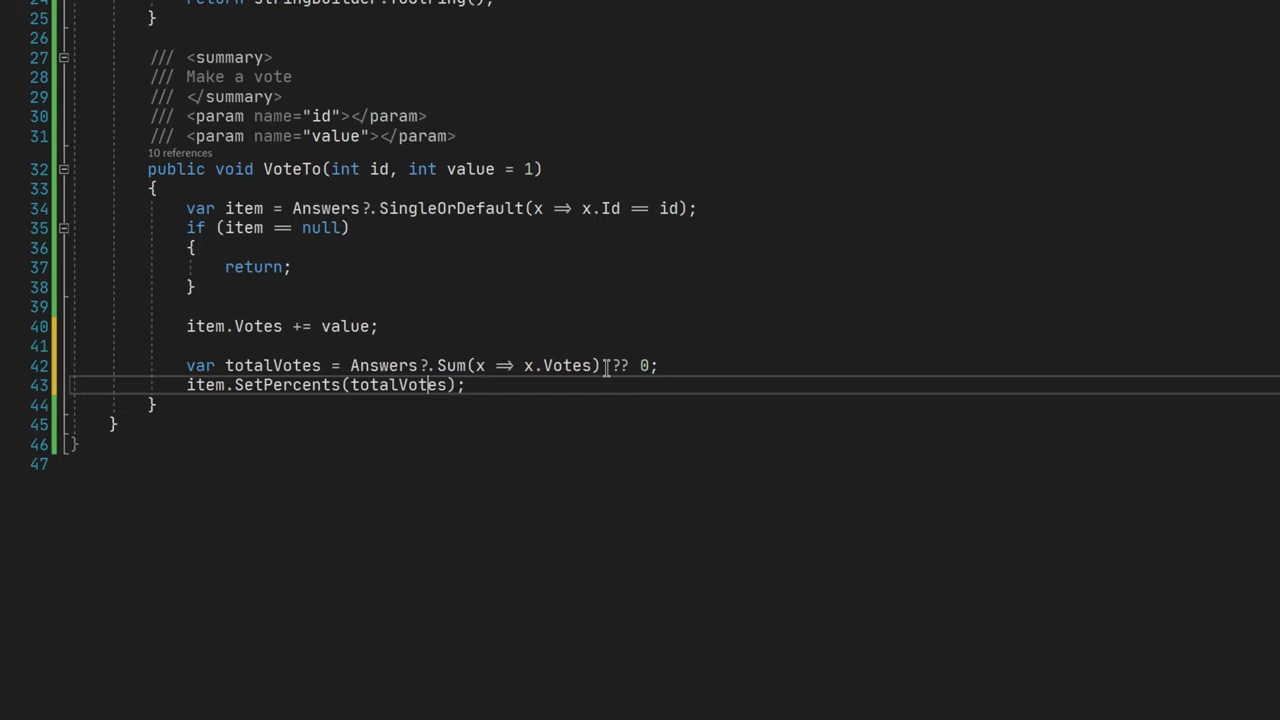 24 return stringBuilder.ToString();
25 }
26
27 /// <summary>
28 /// Make a vote
29 /// </summary>
30 /// <param name="id"></param>
31 /// <param name="value"></param>
10 references
32 public void VoteTo(int id, int value = 1)
33 {
34 var item = Answers?.SingleOrDefault(x => x.Id == id);
35 if (item == null)
36 {
37 return;
38 }
39
40 item.Votes += value;
41
42 var totalVotes = Answers?.Sum(x => x.Votes) ?? 0;
43 item.SetPercents(totalVotes);
44 }
45 }
46 }
47